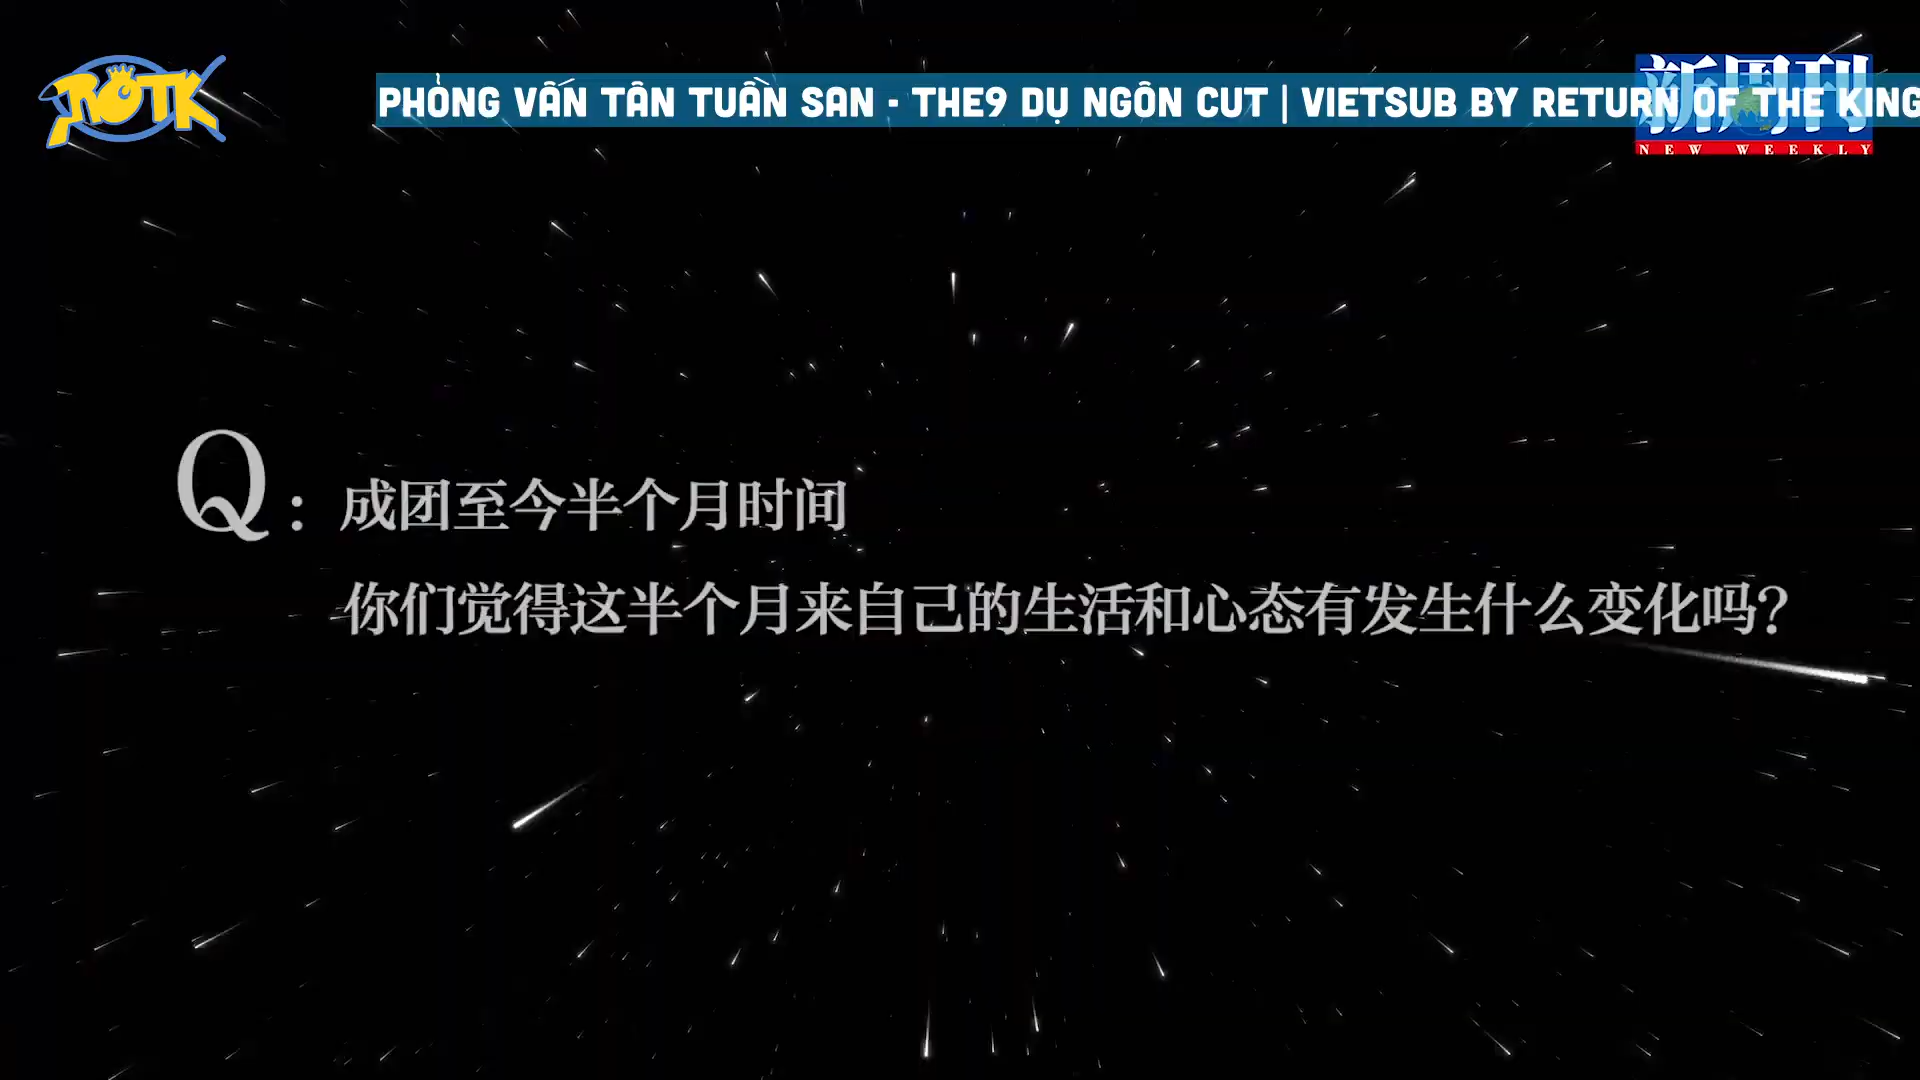 ROTK
PHỎNG VẤN TÂN TUẦN SAN - THE9 DỤ NGÔN CUT | VIETSUB BY RETURN OF THE KING
新周刊
NEW WEEKLY
Q：成团至今半个月时间
你们觉得这半个月来自己的生活和心态有发生什么变化吗？